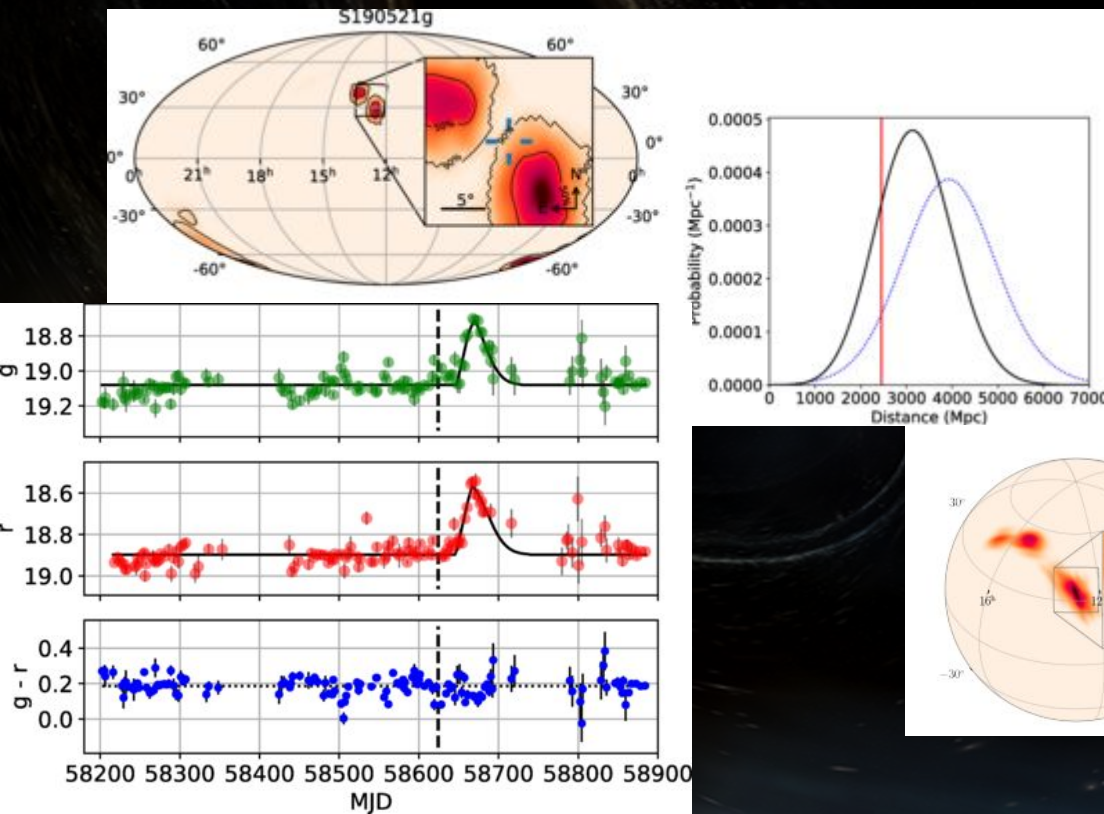 S190521g
60° 60°
30° 30°
0° 0°
0h 21h 18h 15h 12h 0h
-30° -30°
-60° -60°
5° N
0.0005
0.0004
0.0003
0.0002
0.0001
0.0000
Probability (Mpc⁻¹)
0 1000 2000 3000 4000 5000 6000 7000
Distance (Mpc)
g
18.8
19.0
19.2
r
18.6
18.8
19.0
g - r
0.4
0.2
0.0
58200 58300 58400 58500 58600 58700 58800 58900
MJD
30°
16h 12
-30°